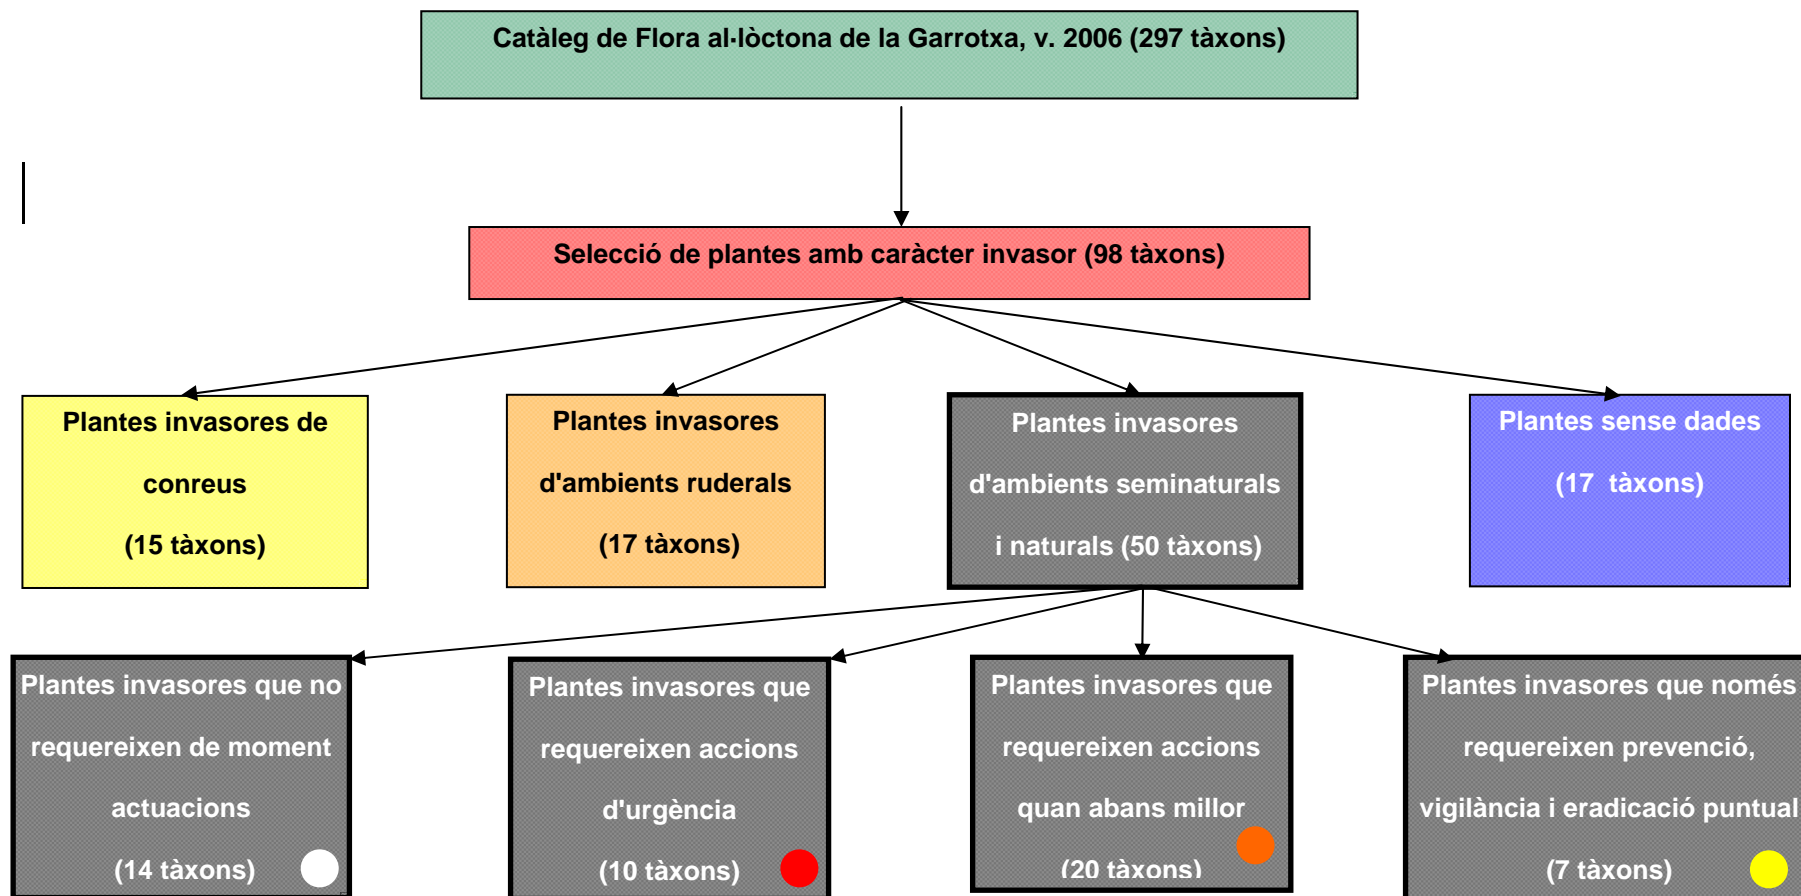 Catàleg de Flora al·lòctona de la Garrotxa, v. 2006 (297 tàxons)
Selecció de plantes amb caràcter invasor (98 tàxons)
Plantes invasores de
conreus
(15 tàxons)
Plantes invasores
d'ambients ruderals
(17 tàxons)
Plantes invasores
d'ambients seminaturals
i naturals (50 tàxons)
Plantes sense dades
(17 tàxons)
Plantes invasores que no
requereixen de moment
actuacions
(14 tàxons)
Plantes invasores que
requereixen accions
d'urgència
(10 tàxons)
Plantes invasores que
requereixen accions
quan abans millor
(20 tàxons)
Plantes invasores que només
requereixen prevenció,
vigilància i eradicació puntual
(7 tàxons)